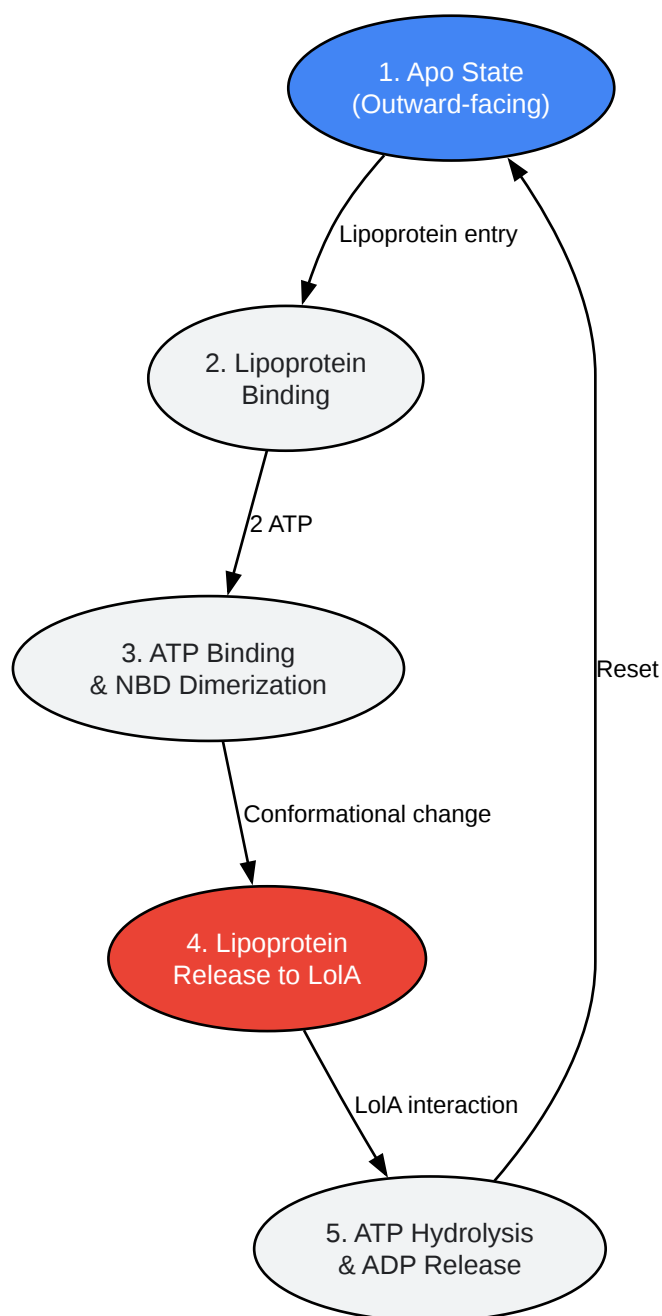 1. Apo State
(Outward-facing)
Lipoprotein entry
2. Lipoprotein
Binding
2 ATP
3. ATP Binding
& NBD Dimerization
Reset
Conformational change
4. Lipoprotein
Release to LolA
LolA interaction
5. ATP Hydrolysis
& ADP Release